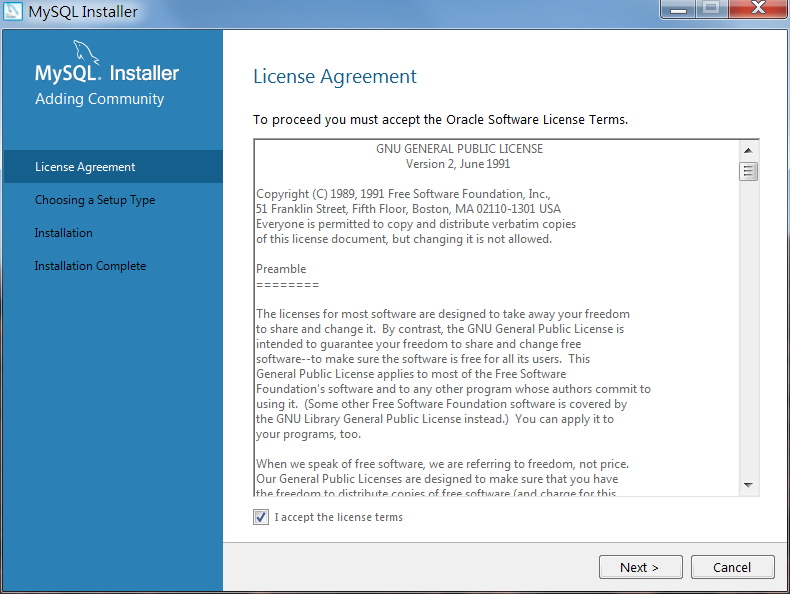 MySQL Installer
MySQL. Installer
Adding Community
License Agreement
Choosing a Setup Type
Installation
Installation Complete
License Agreement
To proceed you must accept the Oracle Software License Terms.
GNU GENERAL PUBLIC LICENSE
Version 2, June 1991
Copyright (C) 1989, 1991 Free Software Foundation, Inc.,
51 Franklin Street, Fifth Floor, Boston, MA 02110-1301 USA
Everyone is permitted to copy and distribute verbatim copies
of this license document, but changing it is not allowed.
Preamble
========
The licenses for most software are designed to take away your freedom
to share and change it.  By contrast, the GNU General Public License is
intended to guarantee your freedom to share and change free
software--to make sure the software is free for all its users.  This
General Public License applies to most of the Free Software
Foundation's software and to any other program whose authors commit to
using it.  (Some other Free Software Foundation software is covered by
the GNU Library General Public License instead.)  You can apply it to
your programs, too.
When we speak of free software, we are referring to freedom, not price.
Our General Public Licenses are designed to make sure that you have
the freedom to distribute copies of free software (and charge for this
I accept the license terms
Next >
Cancel